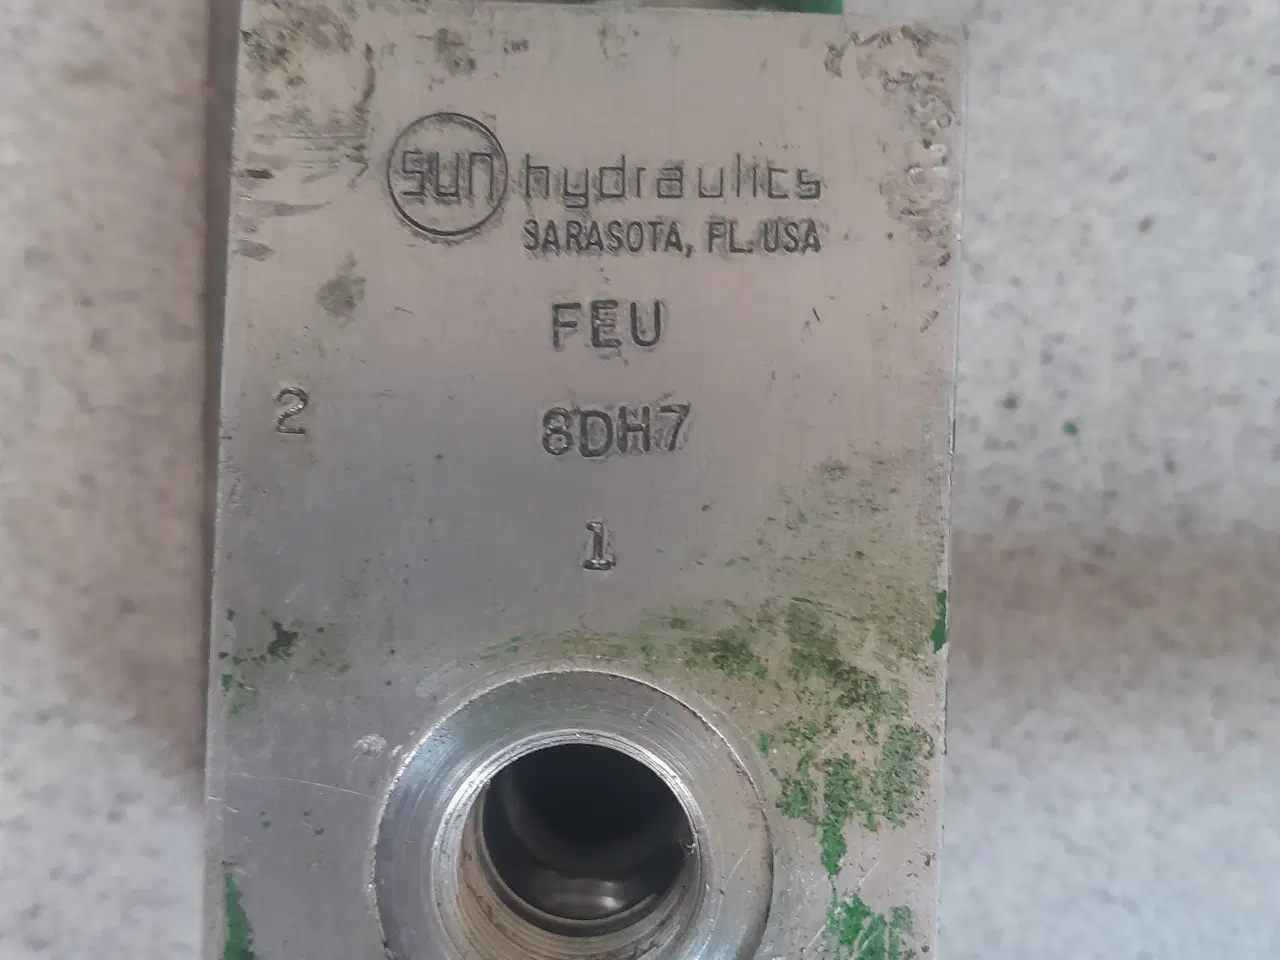 sun hydraulics
SARASOTA, FL. USA
FEU
2 8DH7
1